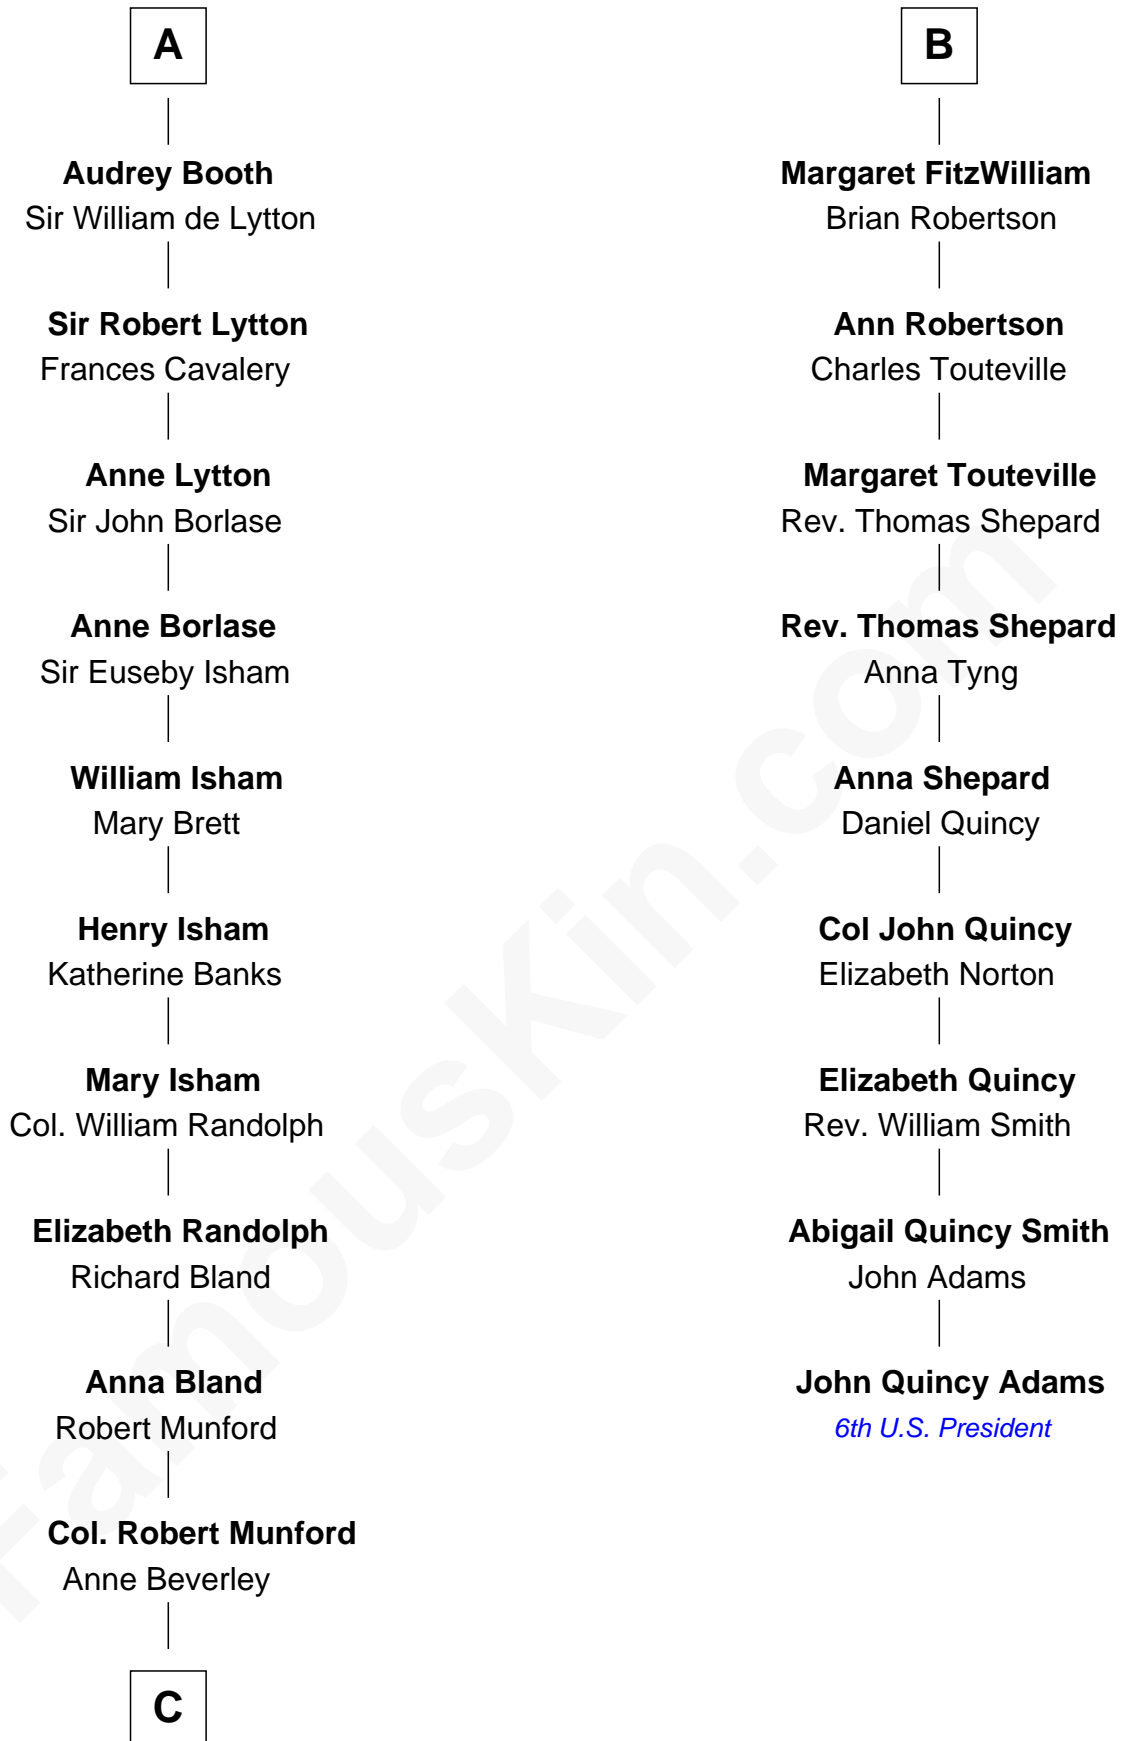 A
Audrey Booth
Sir William de Lytton
Sir Robert Lytton
Frances Cavalery
Anne Lytton
Sir John Borlase
Anne Borlase
Sir Euseby Isham
William Isham
Mary Brett
Henry Isham
Katherine Banks
Mary Isham
Col. William Randolph
Elizabeth Randolph
Richard Bland
Anna Bland
Robert Munford
Col. Robert Munford
Anne Beverley
C
B
Margaret FitzWilliam
Brian Robertson
Ann Robertson
Charles Touteville
Margaret Touteville
Rev. Thomas Shepard
Rev. Thomas Shepard
Anna Tyng
Anna Shepard
Daniel Quincy
Col John Quincy
Elizabeth Norton
Elizabeth Quincy
Rev. William Smith
Abigail Quincy Smith
John Adams
John Quincy Adams
6th U.S. President
FamousKin.com